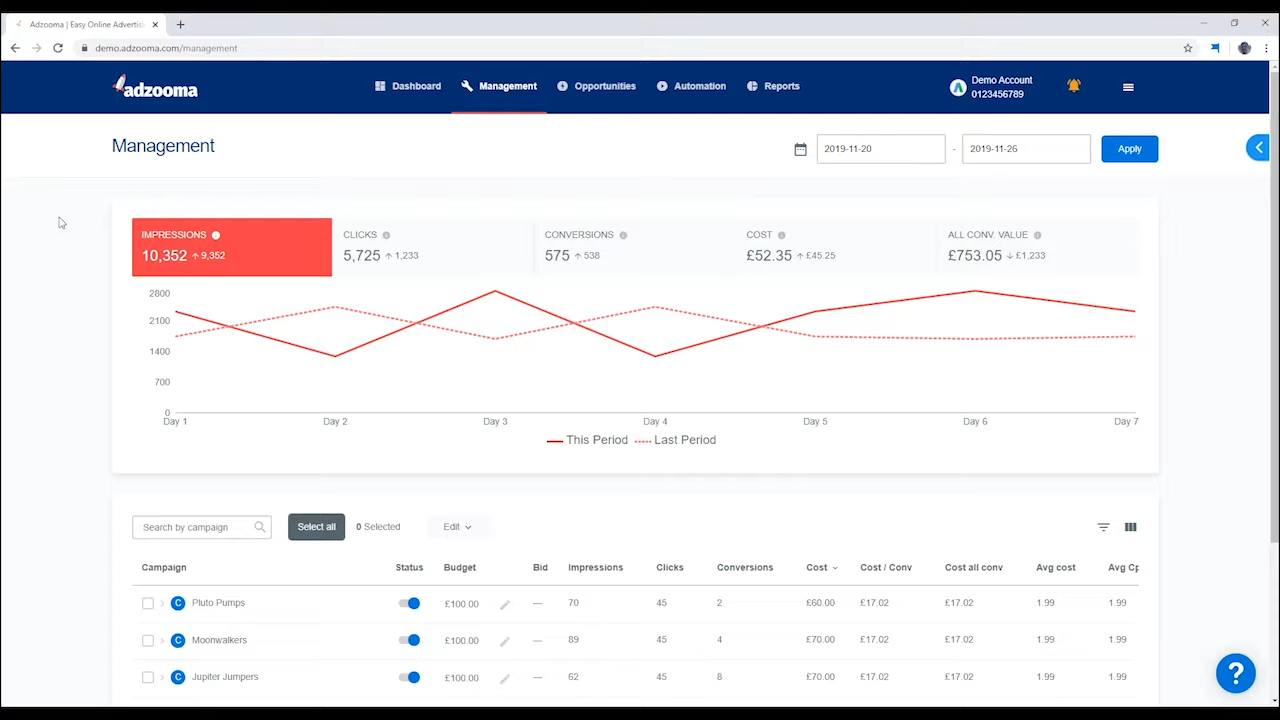 Adzooma | Easy Online Advertisi
demo.adzooma.com/management
adzooma
Dashboard
Management
Opportunities
Automation
Reports
Demo Account
0123456789
Management
2019-11-20 - 2019-11-26
Apply
IMPRESSIONS
10,352 ↑ 9,352
CLICKS
5,725 ↑ 1,233
CONVERSIONS
575 ↑ 538
COST
£52.35 ↑ £45.25
ALL CONV. VALUE
£753.05 ↓ £1,233
2800
2100
1400
700
0
Day 1 Day 2 Day 3 Day 4 Day 5 Day 6 Day 7
This Period Last Period
Search by campaign
Select all
0 Selected
Edit
Campaign Status Budget Bid Impressions Clicks Conversions Cost Cost / Conv Cost all conv Avg cost Avg Cp
C Pluto Pumps £100.00 — 70 45 2 £60.00 £17.02 £17.02 1.99 1.99
C Moonwalkers £100.00 — 89 45 4 £70.00 £17.02 £17.02 1.99 1.99
C Jupiter Jumpers £100.00 — 62 45 8 £70.00 £17.02 £17.02 1.99 1.99
?